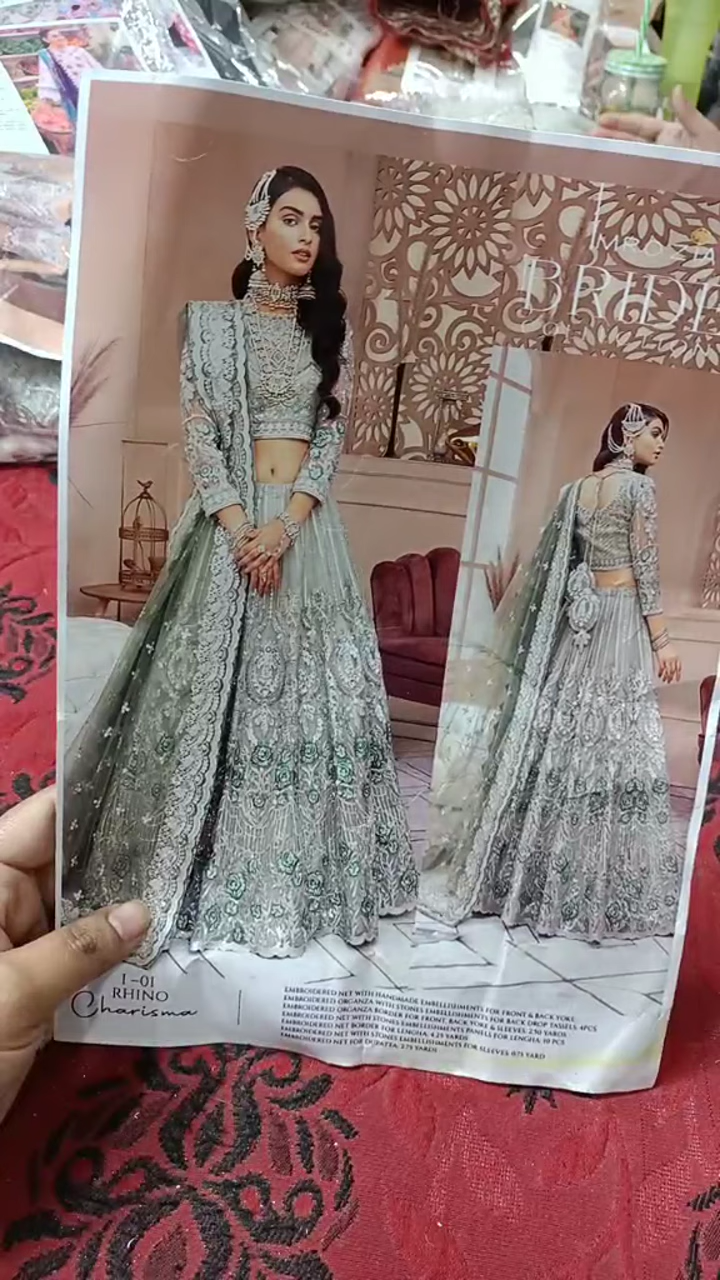 BRID
I-01
RHINO
Charisma
EMBROIDERED NET WITH HANDMADE EMBELLISHMENTS FOR FRONT & BACK YOKE
EMBROIDERED ORGANZA WITH STONES EMBELLISHMENTS FOR BACK DROP TASSELS, 4PCS
EMBROIDERED ORGANZA BORDER FOR FRONT, BACK YOKE & SLEEVES, 2.50 YARDS
EMBROIDERED NET WITH STONES EMBELLISHMENTS PANELS FOR LENGHA, 10 PCS
EMBROIDERED NET BORDER FOR LENGHA, 4.25 YARDS
EMBROIDERED NET WITH STONES EMBELLISHMENTS FOR SLEEVES 0.75 YARD
EMBROIDERED NET FOR DUPATTA, 2.75 YARDS